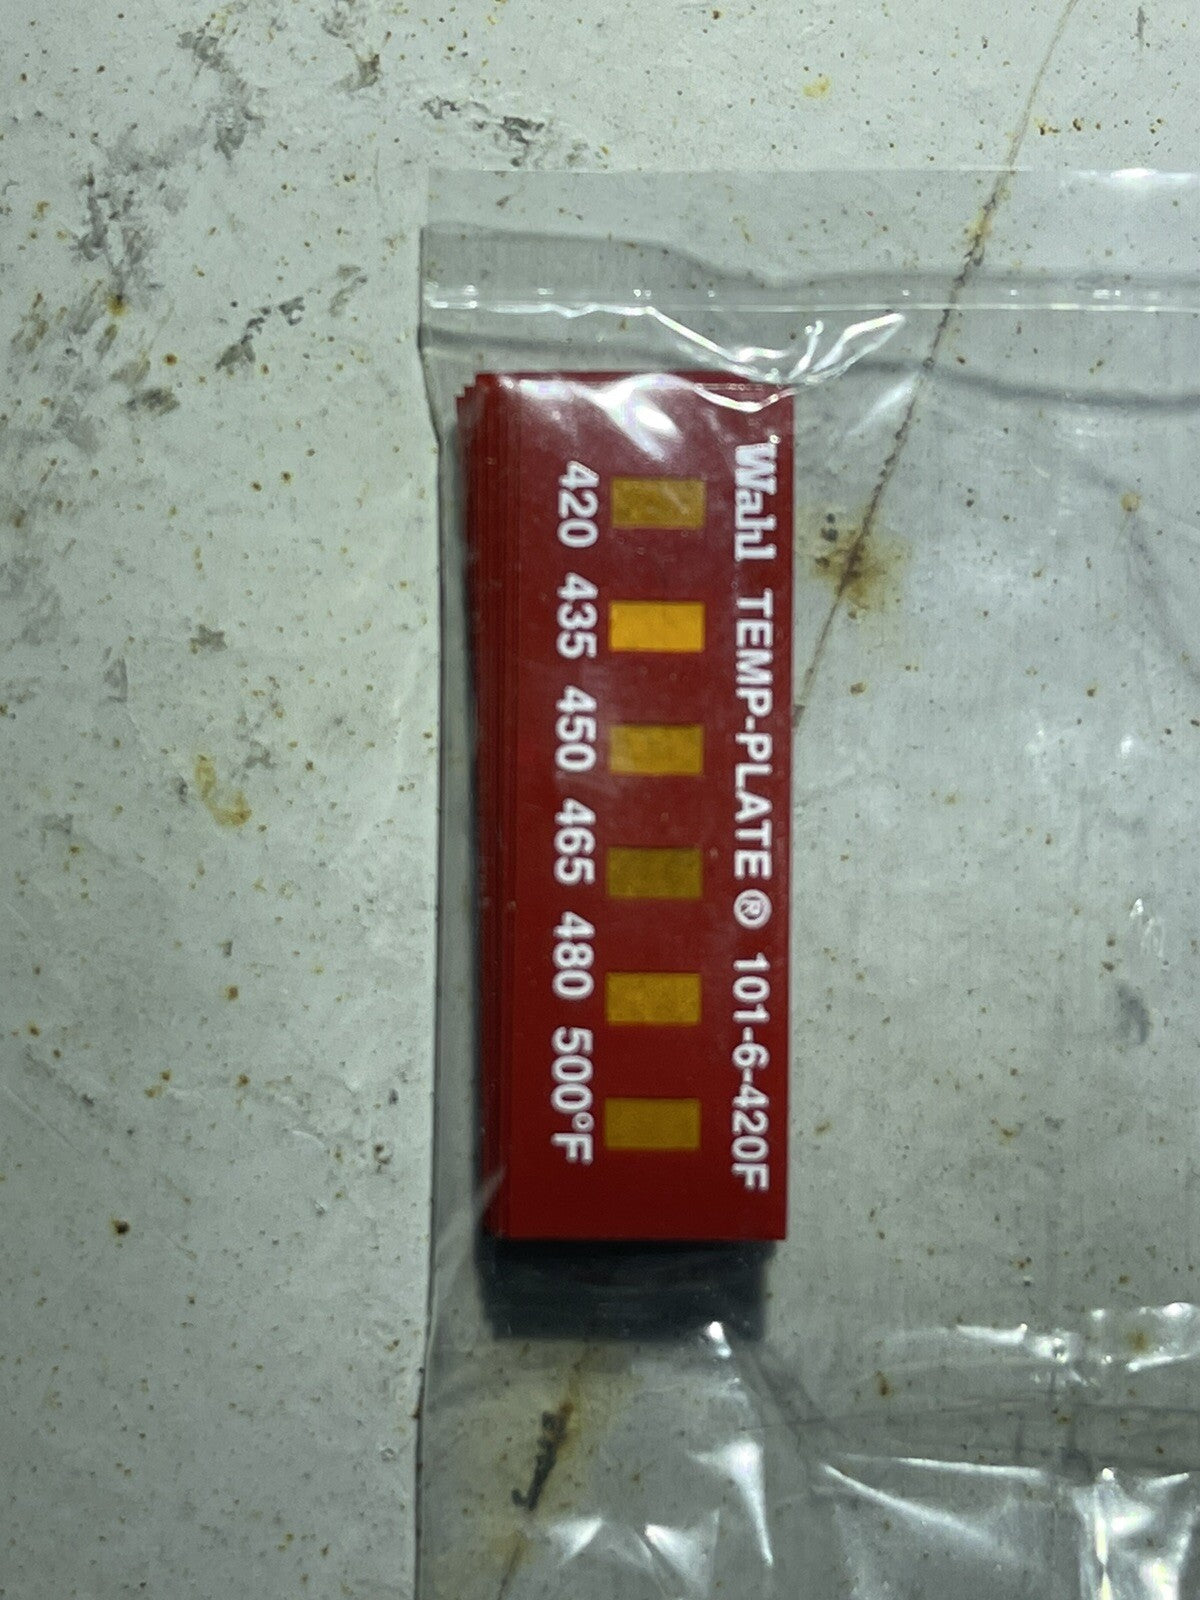 Wahl TEMP-PLATE ® 101-6-420F
420 435 450 465 480 500°F